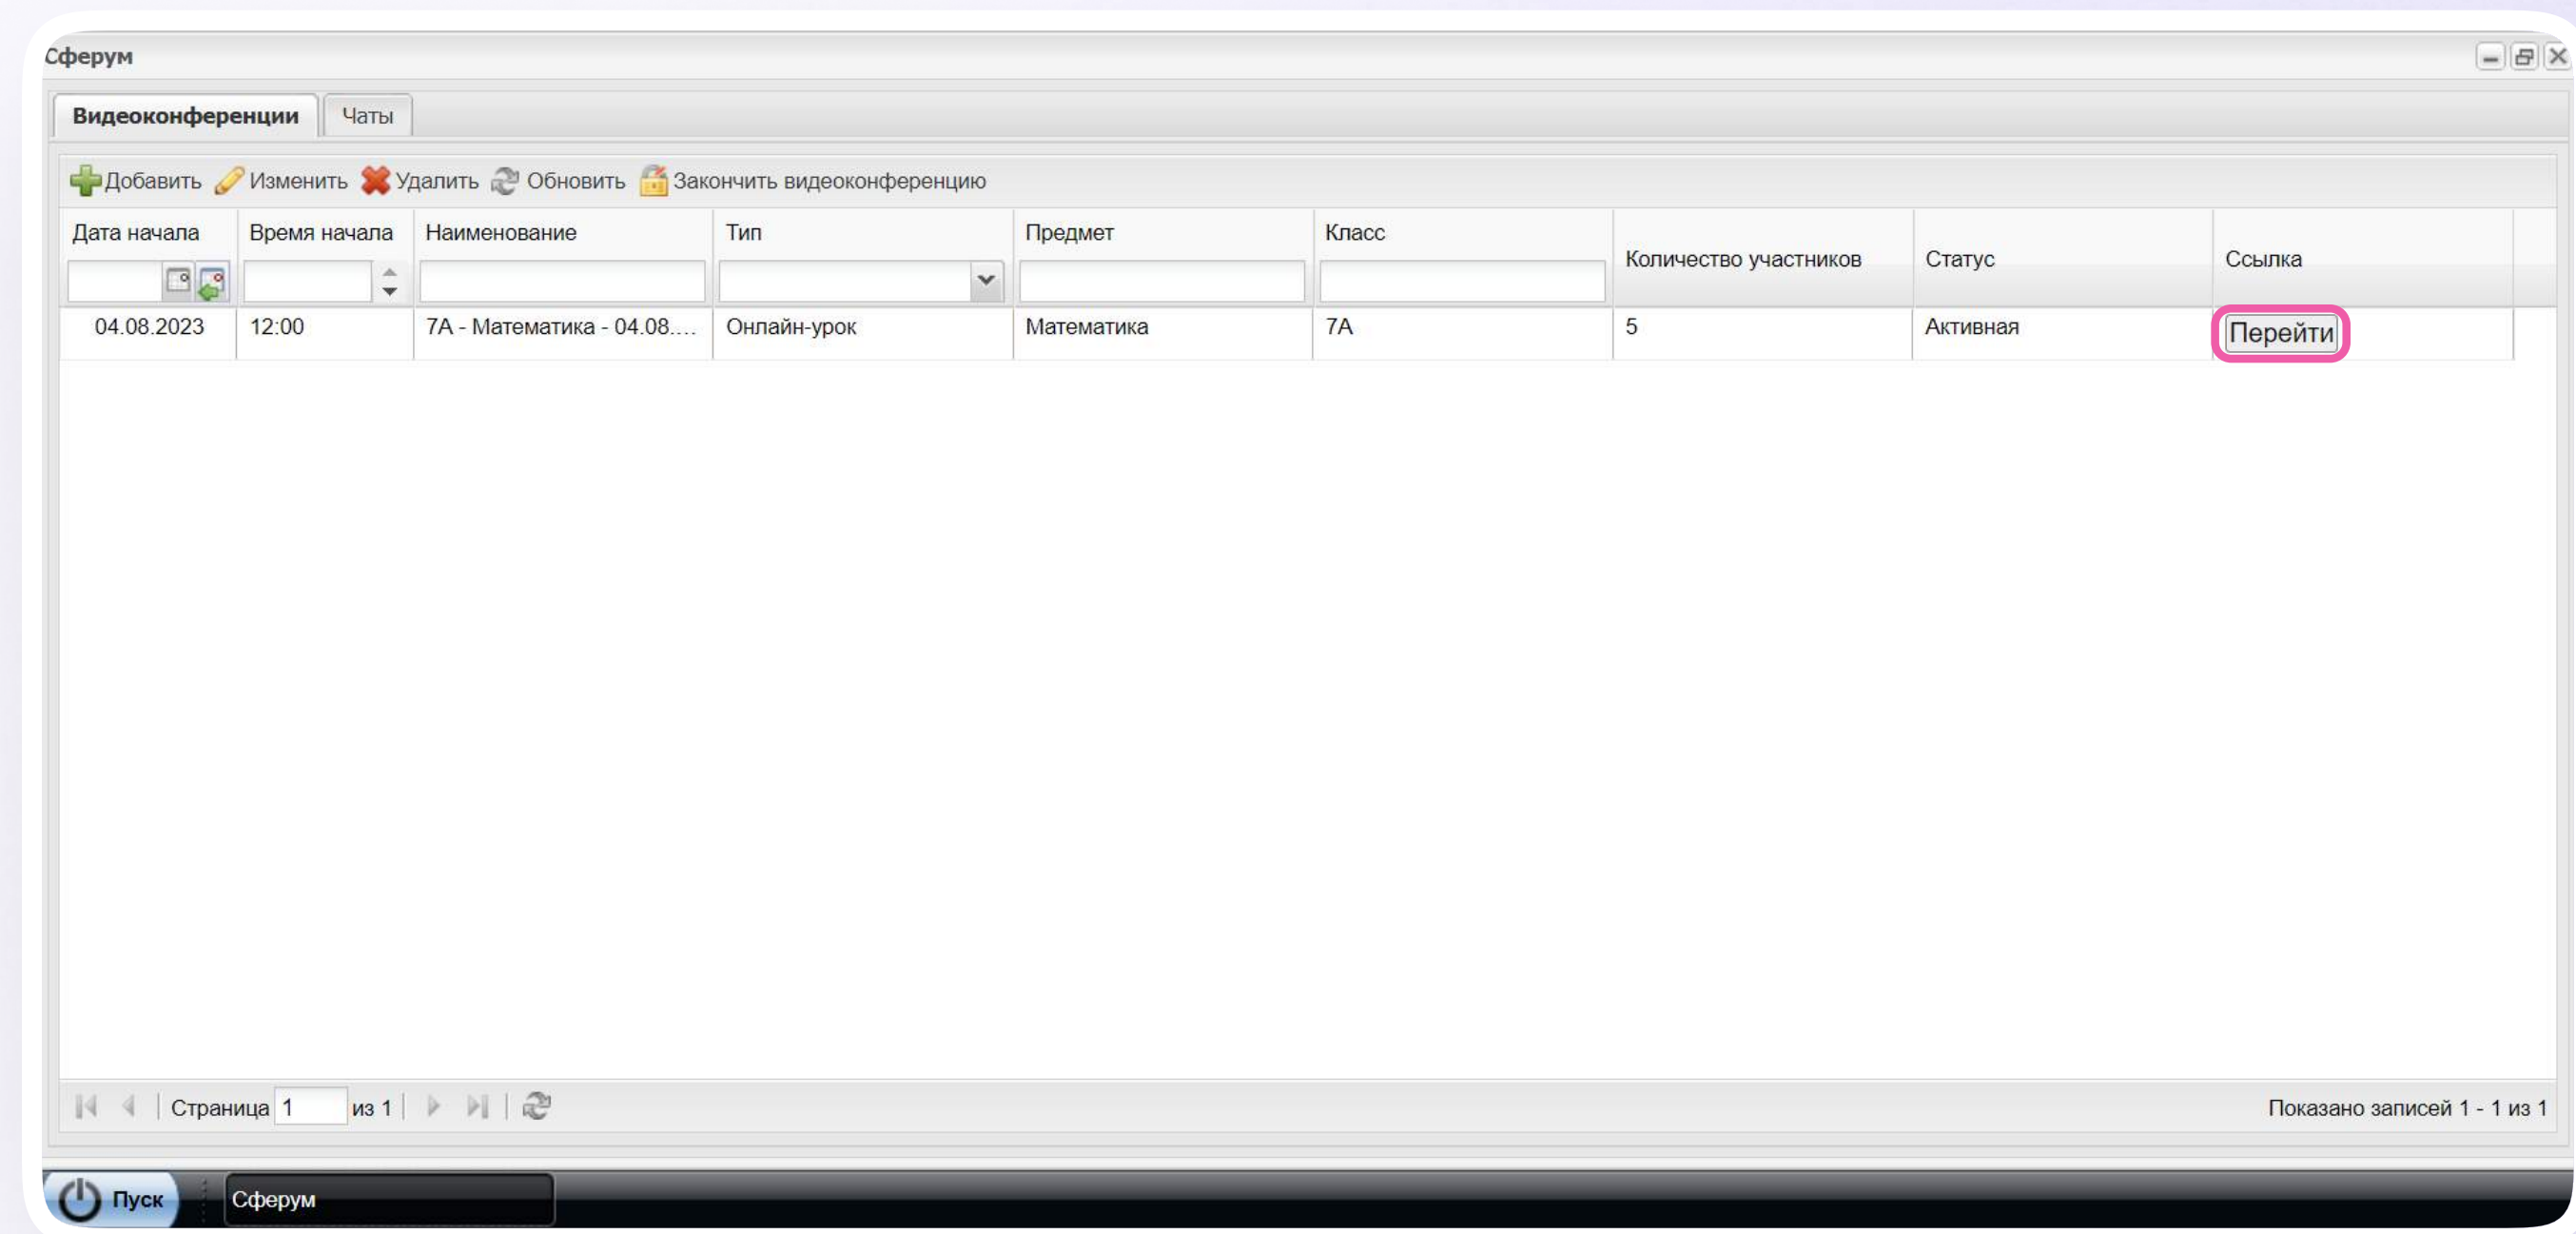 Сферум
Видеоконференции Чаты
Добавить Изменить Удалить Обновить Закончить видеоконференцию
Дата начала Время начала Наименование Тип Предмет Класс Количество участников Статус Ссылка
04.08.2023 12:00 7А - Математика - 04.08.... Онлайн-урок Математика 7А 5 Активная Перейти
Страница 1 из 1 Показано записей 1 - 1 из 1
Пуск Сферум